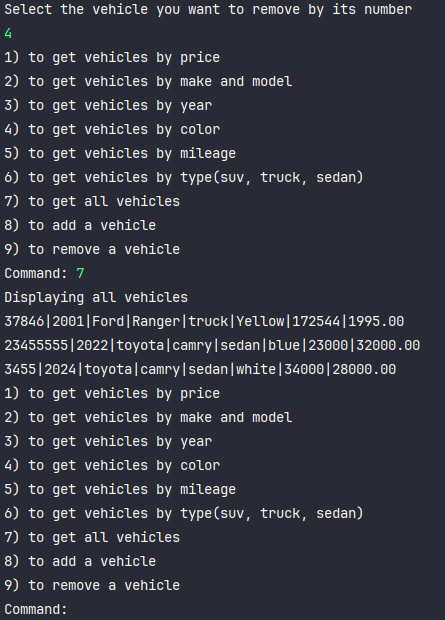 Select the vehicle you want to remove by its number
4
1) to get vehicles by price
2) to get vehicles by make and model
3) to get vehicles by year
4) to get vehicles by color
5) to get vehicles by mileage
6) to get vehicles by type(suv, truck, sedan)
7) to get all vehicles
8) to add a vehicle
9) to remove a vehicle
Command: 7
Displaying all vehicles
37846|2001|Ford|Ranger|truck|Yellow|172544|1995.00
23455555|2022|toyota|camry|sedan|blue|23000|32000.00
3455|2024|toyota|camry|sedan|white|34000|28000.00
1) to get vehicles by price
2) to get vehicles by make and model
3) to get vehicles by year
4) to get vehicles by color
5) to get vehicles by mileage
6) to get vehicles by type(suv, truck, sedan)
7) to get all vehicles
8) to add a vehicle
9) to remove a vehicle
Command: